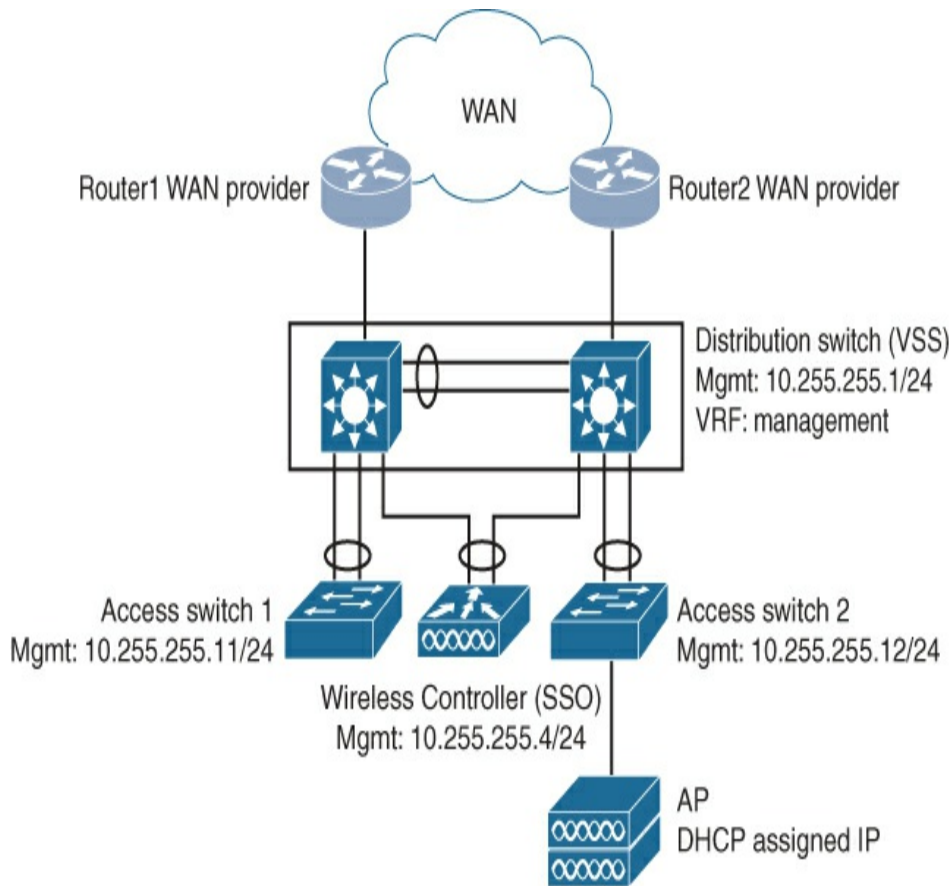 WAN
Router1 WAN provider
Router2 WAN provider
Distribution switch (VSS)
Mgmt: 10.255.255.1/24
VRF: management
Access switch 1
Mgmt: 10.255.255.11/24
Wireless Controller (SSO)
Mgmt: 10.255.255.4/24
Access switch 2
Mgmt: 10.255.255.12/24
AP
DHCP assigned IP